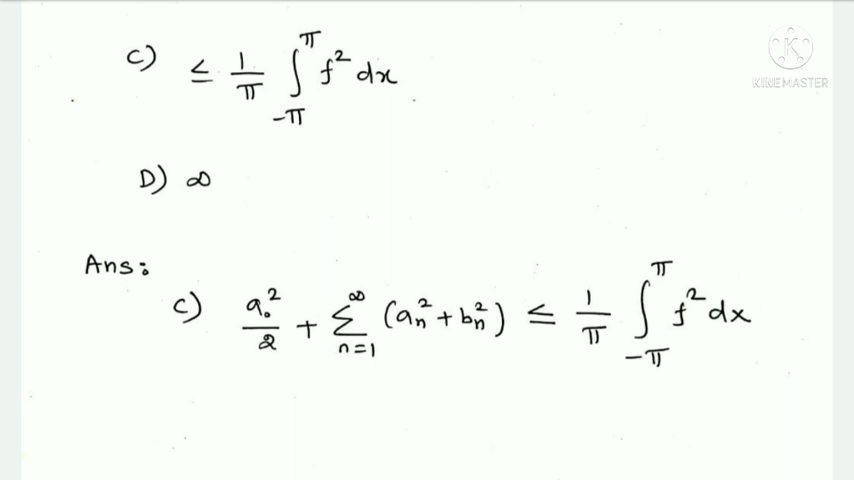 C) ≤ 1/π ∫_{-π}^{π} f² dx
KINEMASTER
D) ∞
Ans:
C) a₀²/2 + Σ_{n=1}^{∞} (aₙ² + bₙ²) ≤ 1/π ∫_{-π}^{π} f² dx